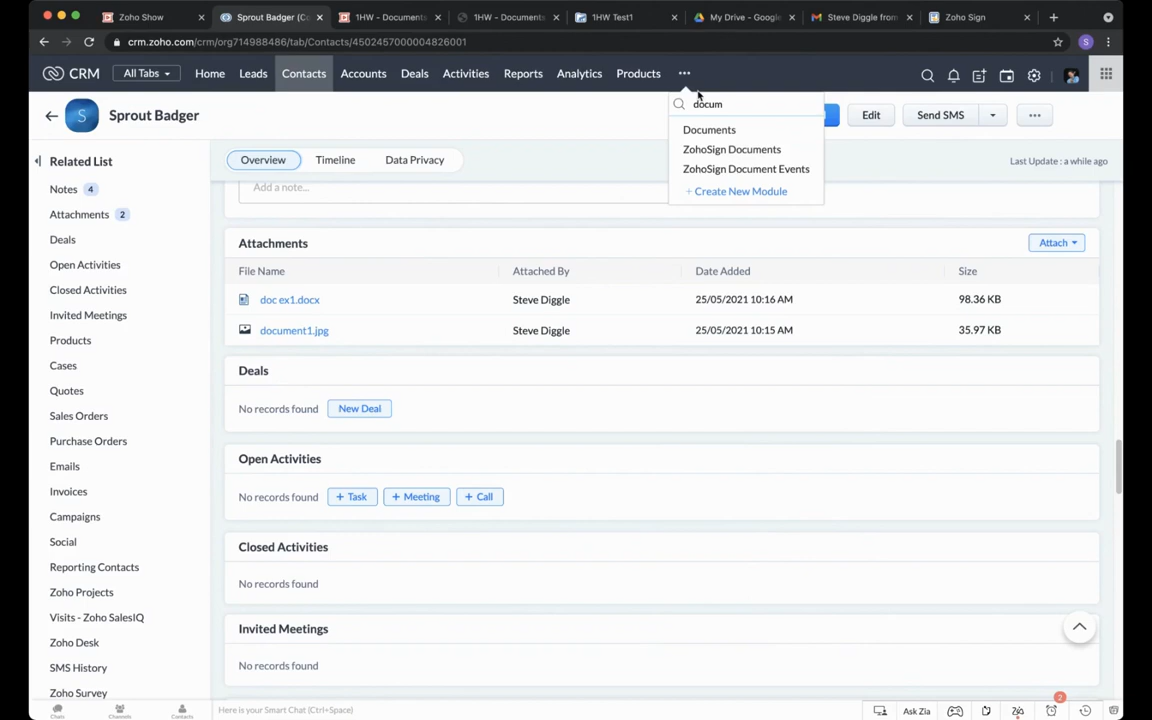 Zoho Show
Sprout Badger (Contacts)
1HW - Documents
1HW - Documents
1HW Test1
My Drive - Google
Steve Diggle from
Zoho Sign
crm.zoho.com/crm/org714988486/tab/Contacts/4502457000004826001
S
CRM
All Tabs
Home
Leads
Contacts
Accounts
Deals
Activities
Reports
Analytics
Products
docum
Documents
ZohoSign Documents
ZohoSign Document Events
+ Create New Module
S
Sprout Badger
Edit
Send SMS
Related List
Overview
Timeline
Data Privacy
Last Update : a while ago
Notes 4
Attachments 2
Deals
Open Activities
Closed Activities
Invited Meetings
Products
Cases
Quotes
Sales Orders
Purchase Orders
Emails
Invoices
Campaigns
Social
Reporting Contacts
Zoho Projects
Visits - Zoho SalesIQ
Zoho Desk
SMS History
Zoho Survey
Add a note...
Attachments
Attach
File Name Attached By Date Added Size
doc ex1.docx Steve Diggle 25/05/2021 10:16 AM 98.36 KB
document1.jpg Steve Diggle 25/05/2021 10:15 AM 35.97 KB
Deals
No records found New Deal
Open Activities
No records found + Task + Meeting + Call
Closed Activities
No records found
Invited Meetings
No records found
Chats
Channels
Contacts
Here is your Smart Chat (Ctrl+Space)
Ask Zia
2